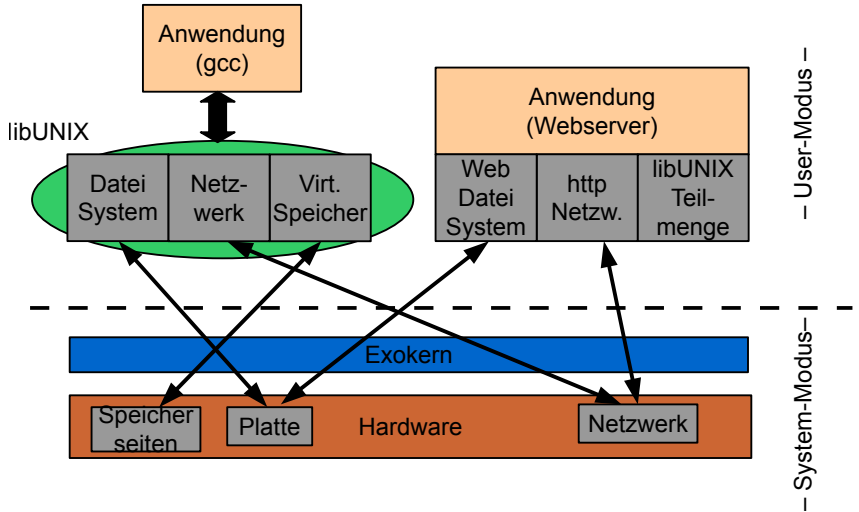 Anwendung
(gcc)
libUNIX
Datei
System
Netz-
werk
Virt.
Speicher
Anwendung
(Webserver)
Web
Datei
System
http
Netzw.
libUNIX
Teil-
menge
– User-Modus –
Exokern
Speicher
seiten
Platte
Hardware
Netzwerk
– System-Modus–